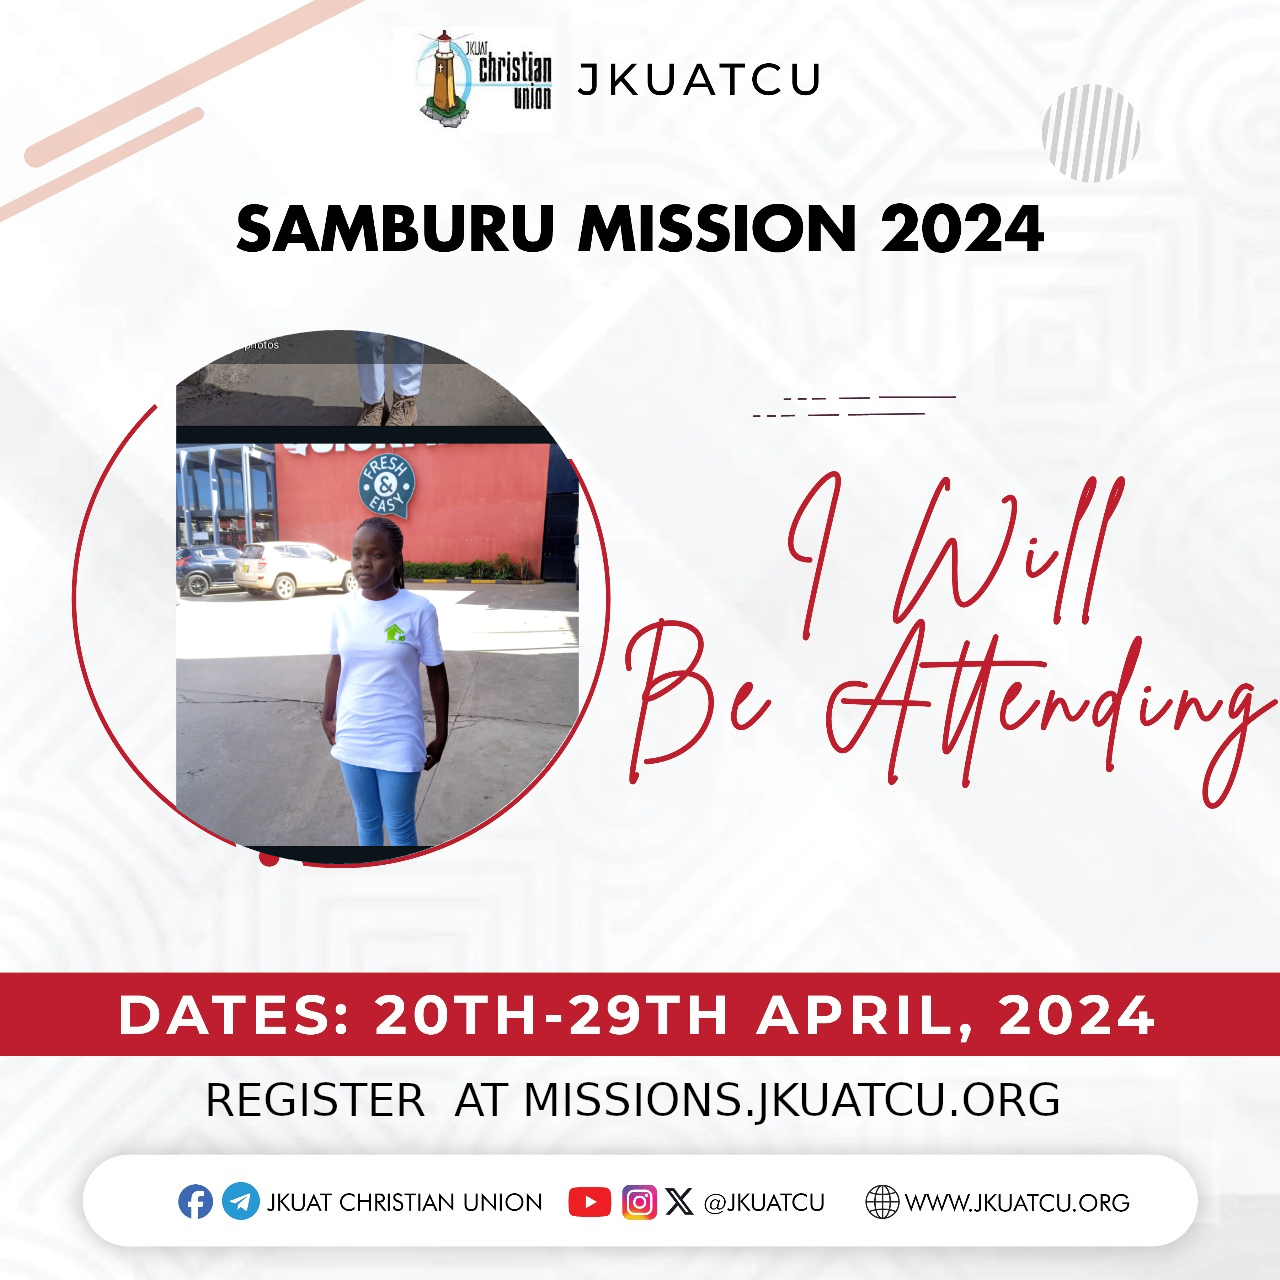 JKUAT
christian
union
JKUATCU
SAMBURU MISSION 2024
photos
FRESH
&
EASY
I Will
Be Attending
DATES: 20TH-29TH APRIL, 2024
REGISTER  AT MISSIONS.JKUATCU.ORG
JKUAT CHRISTIAN UNION @JKUATCU WWW.JKUATCU.ORG